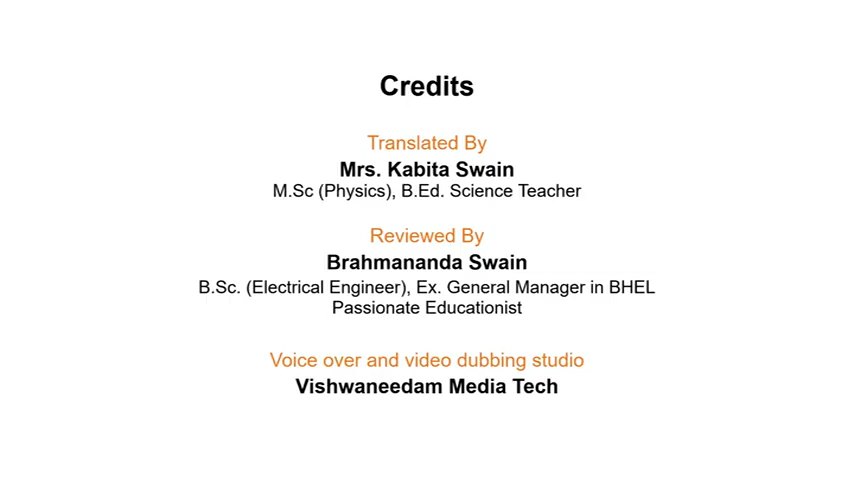 Credits
Translated By
Mrs. Kabita Swain
M.Sc (Physics), B.Ed. Science Teacher
Reviewed By
Brahmananda Swain
B.Sc. (Electrical Engineer), Ex. General Manager in BHEL
Passionate Educationist
Voice over and video dubbing studio
Vishwaneedam Media Tech